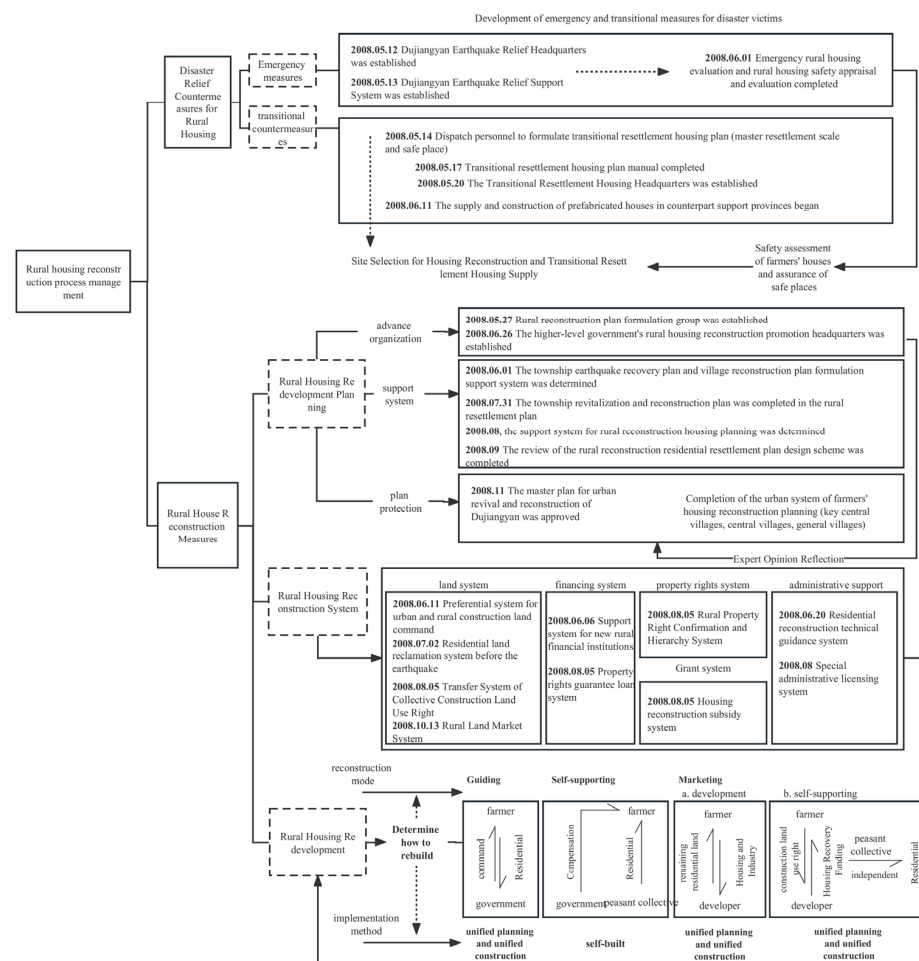 Development of emergency and transitional measures for disaster victims
Disaster
Relief
Counterme
asures for
Rural
Housing
Emergency
measures
transitional
countermeasur
es
2008.05.12 Dujiangyan Earthquake Relief Headquarters
was established
2008.05.13 Dujiangyan Earthquake Relief Support
System was established
2008.06.01 Emergency rural housing
evaluation and rural housing safety appraisal
and evaluation completed
2008.05.14 Dispatch personnel to formulate transitional resettlement housing plan (master resettlement scale
and safe place)
2008.05.17 Transitional resettlement housing plan manual completed
2008.05.20 The Transitional Resettlement Housing Headquarters was established
2008.06.11 The supply and construction of prefabricated houses in counterpart support provinces began
Site Selection for Housing Reconstruction and Transitional Resett
lement Housing Supply
Safety assessment
of farmers' houses
and assurance of
safe places
Rural housing reconstr
uction process manage
ment
Rural House R
econstruction
Measures
Rural Housing Re
development Plan
ning
advance
organization
2008.05.27 Rural reconstruction plan formulation group was established
2008.06.26 The higher-level government's rural housing reconstruction promotion headquarters was
established
support
system
2008.06.01 The township earthquake recovery plan and village reconstruction plan formulation
support system was determined
2008.07.31 The township revitalization and reconstruction plan was completed in the rural
resettlement plan
2008.08, the support system for rural reconstruction housing planning was determined
2008.09 The review of the rural reconstruction residential resettlement plan design scheme was
completed
plan
protection
2008.11 The master plan for urban
revival and reconstruction of
Dujiangyan was approved
Completion of the urban system of farmers'
housing reconstruction planning (key central
villages, central villages, general villages)
Expert Opinion Reflection
Rural Housing Rec
onstruction System
land system
2008.06.11 Preferential system for
urban and rural construction land
command
2008.07.02 Residential land
reclamation system before the
earthquake
2008.08.05 Transfer System of
Collective Construction Land
Use Right
2008.10.13 Rural Land Market
System
financing system
2008.06.06 Support
system for new rural
financial institutions
2008.08.05 Property
rights guarantee loan
system
property rights system
2008.08.05 Rural Property
Right Confirmation and
Hierarchy System
Grant system
2008.08.05 Housing
reconstruction subsidy
system
administrative support
2008.06.20 Residential
reconstruction technical
guidance system
2008.08 Special
administrative licensing
system
Rural Housing Re
development
reconstruction
mode
Determine
how to
rebuild
implementation
method
Guiding
farmer
command
Residential
government
unified planning
and unified
construction
Self-supporting
farmer
Compensation
Residential
government
peasant collective
self-built
Marketing
a. development
farmer
remaining
residential land
Housing and
Industry
developer
unified planning
and unified
construction
b. self-supporting
farmer
construction land
use right
Housing Recovery
Funding
developer
peasant
collective
independent
Residential
unified planning
and unified
construction